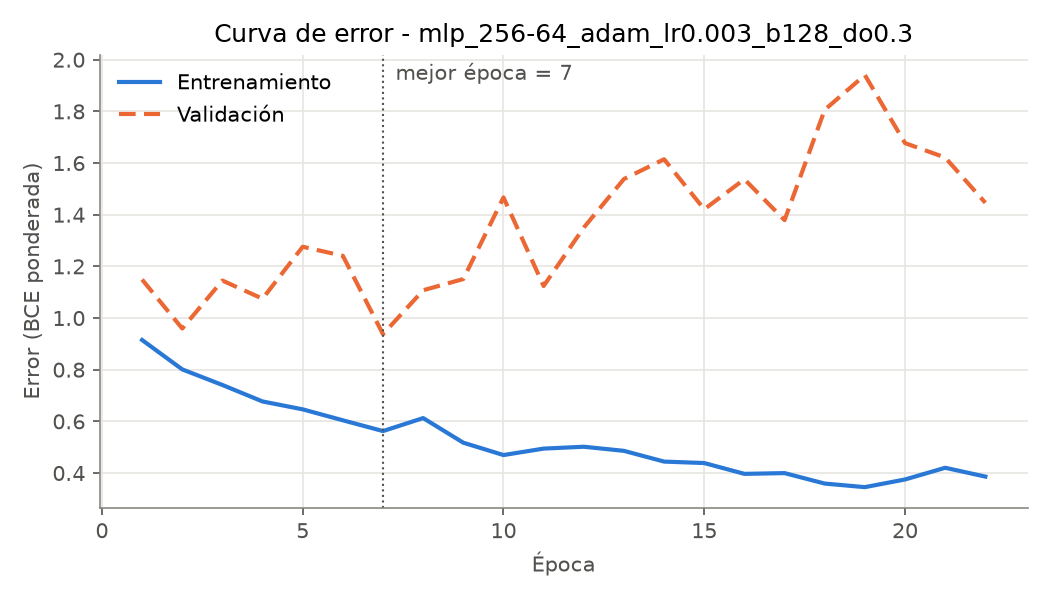 Curva de error - mlp_256-64_adam_lr0.003_b128_do0.3
Entrenamiento
Validación
mejor época = 7
Error (BCE ponderada)
2.0
1.8
1.6
1.4
1.2
1.0
0.8
0.6
0.4
0
5
10
15
20
Época